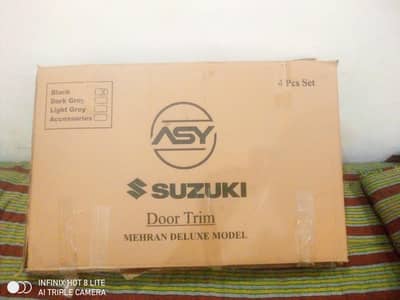 Black
Dark Grey
Light Grey
Accessories
4 Pcs Set
ASY
SUZUKI
Door Trim
MEHRAN DELUXE MODEL
INFINIX HOT 8 LITE
AI TRIPLE CAMERA